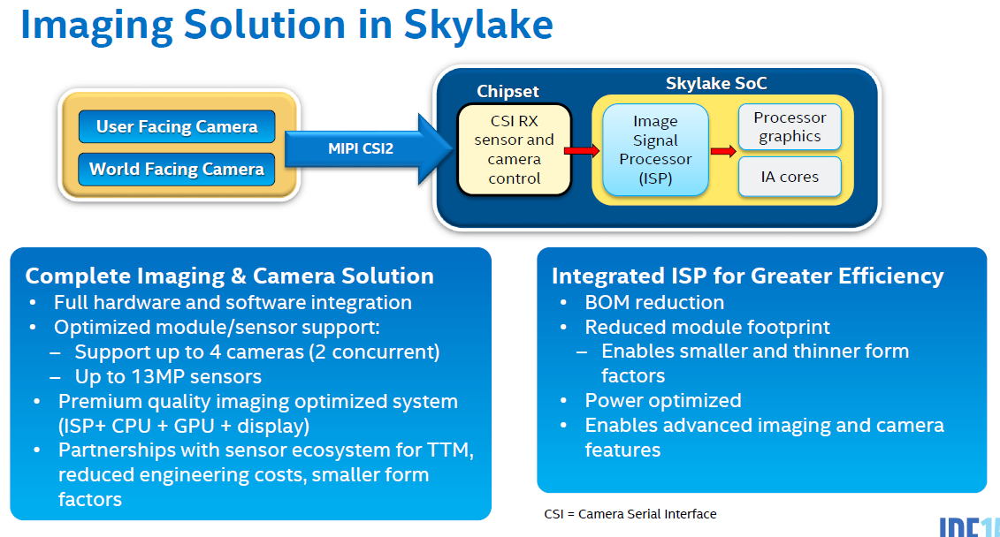 Imaging Solution in Skylake
User Facing Camera
World Facing Camera
MIPI CSI2
Chipset
CSI RX
sensor and
camera
control
Skylake SoC
Image
Signal
Processor
(ISP)
Processor
graphics
IA cores
Complete Imaging & Camera Solution
• Full hardware and software integration
• Optimized module/sensor support:
– Support up to 4 cameras (2 concurrent)
– Up to 13MP sensors
• Premium quality imaging optimized system
(ISP+ CPU + GPU + display)
• Partnerships with sensor ecosystem for TTM,
reduced engineering costs, smaller form
factors
Integrated ISP for Greater Efficiency
• BOM reduction
• Reduced module footprint
– Enables smaller and thinner form
factors
• Power optimized
• Enables advanced imaging and camera
features
CSI = Camera Serial Interface